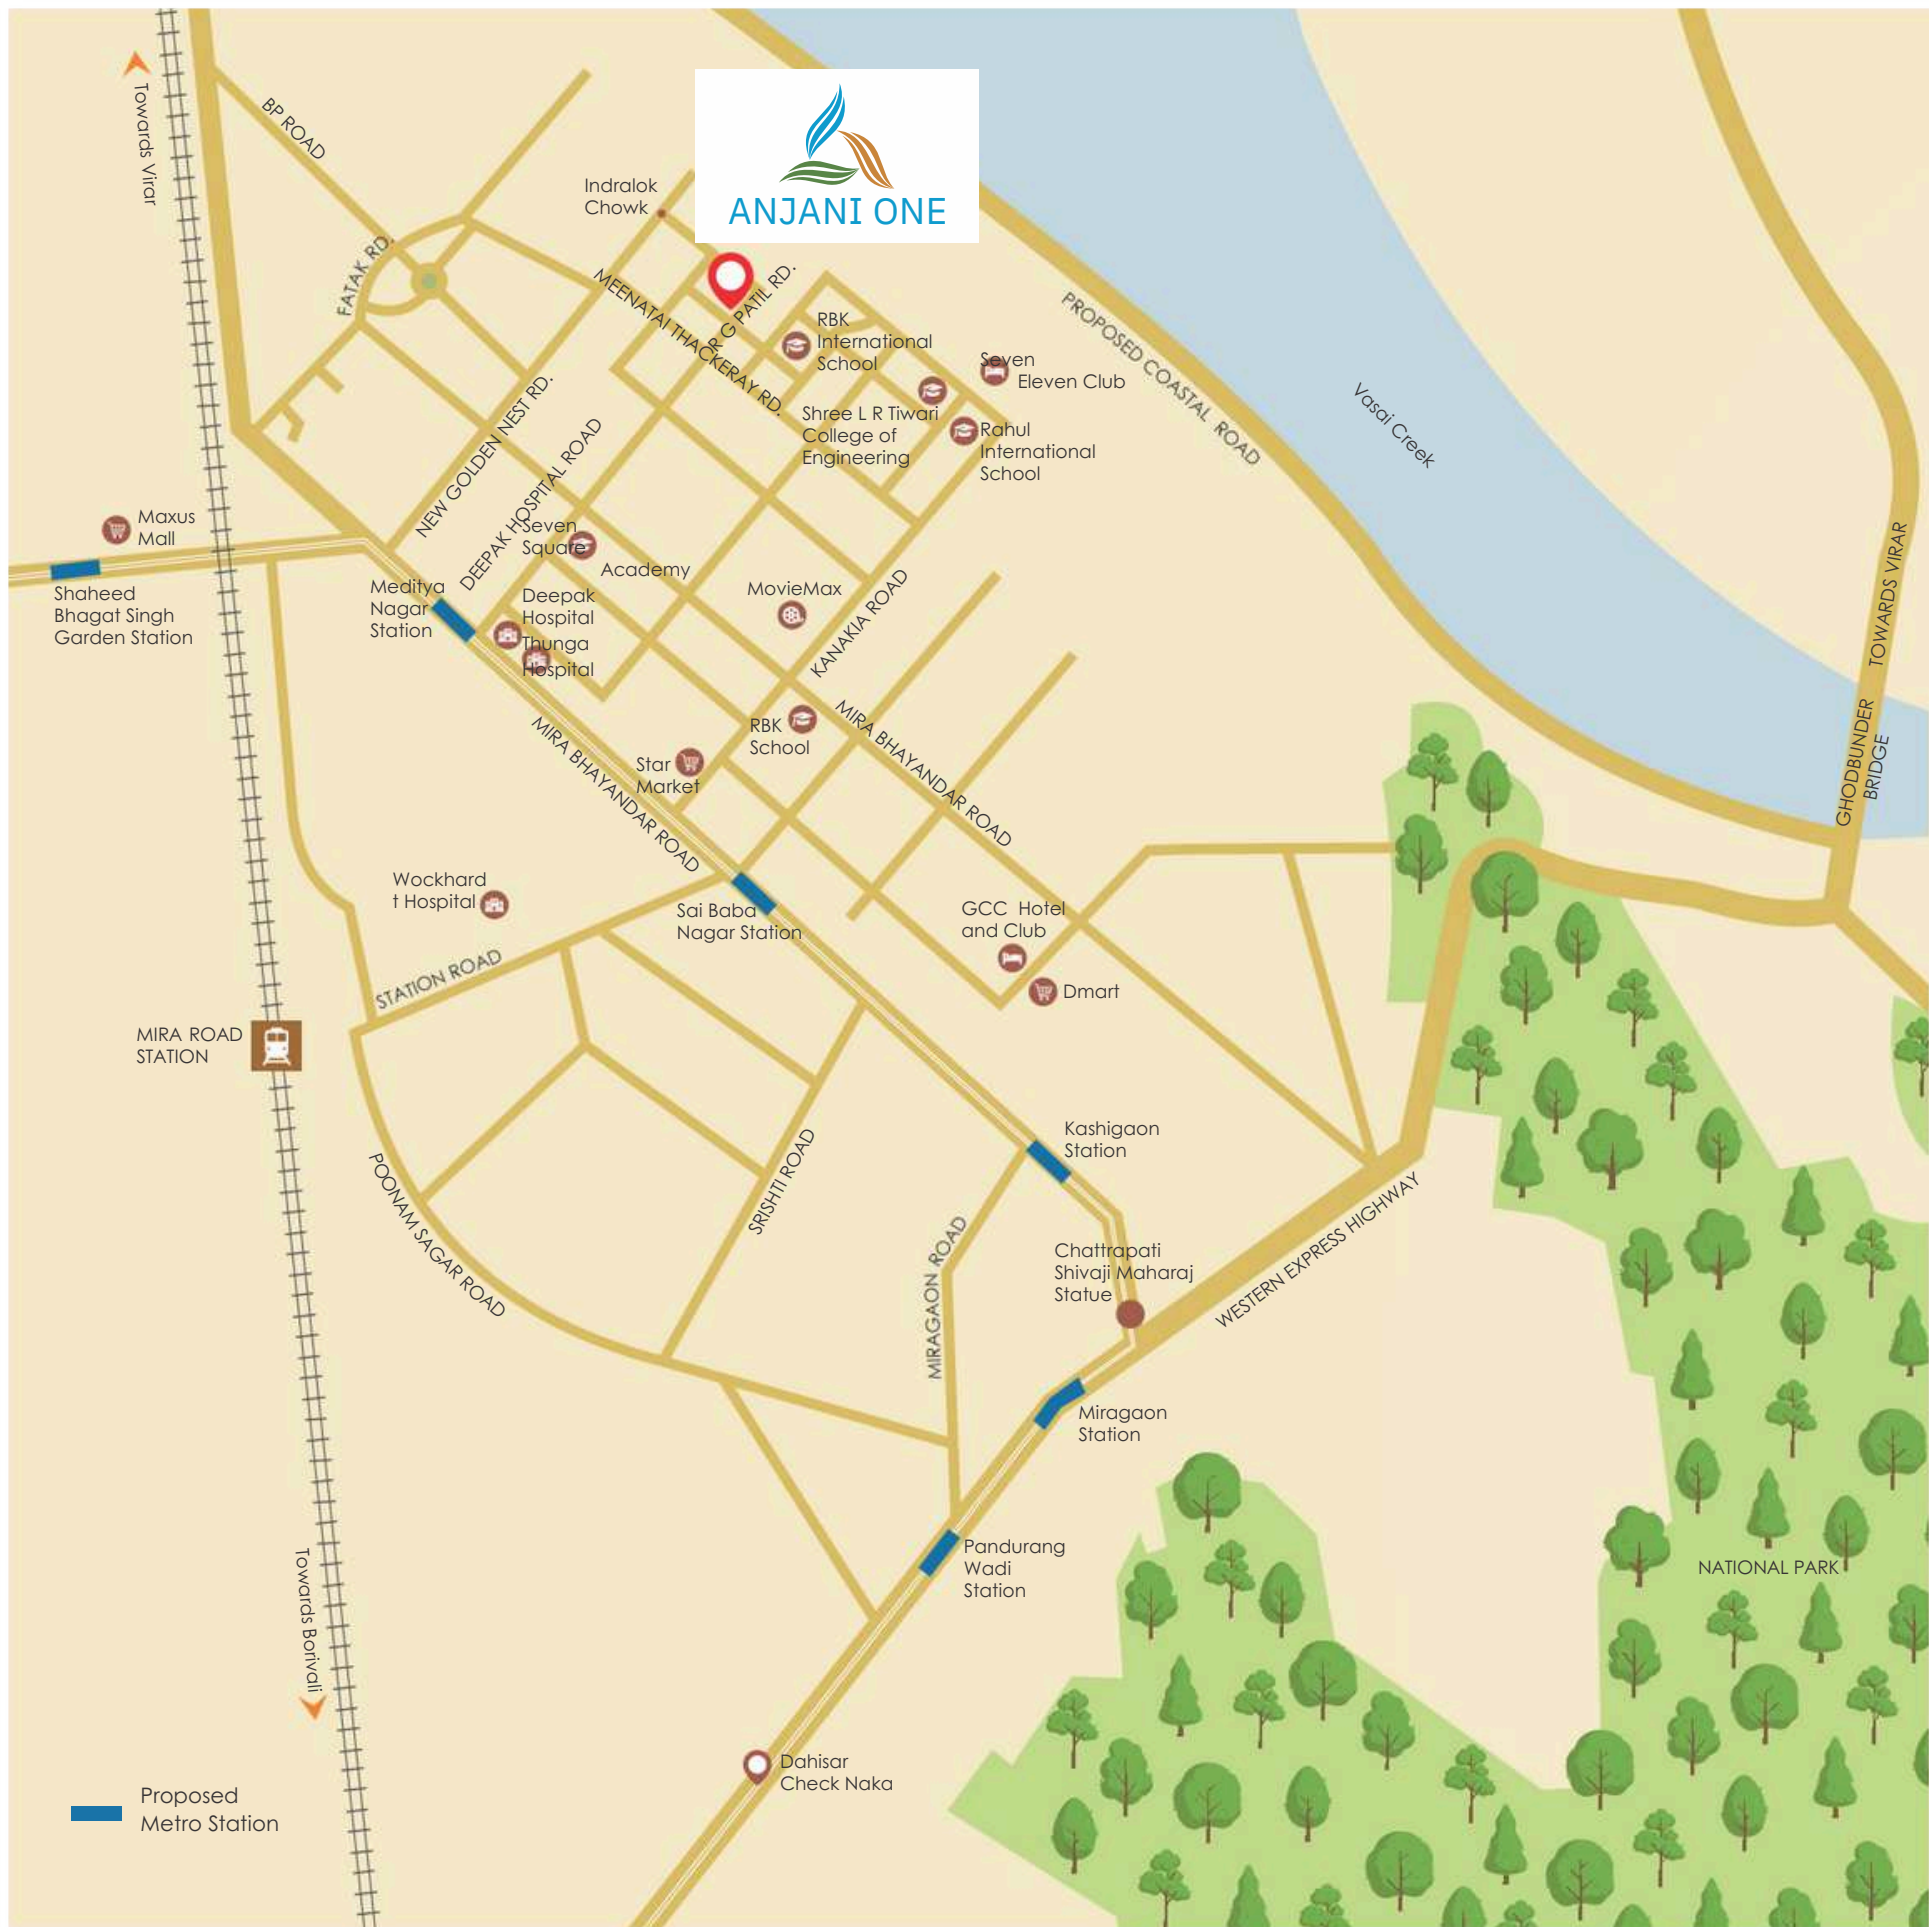 Towards Virar
BP ROAD
Indralok
Chowk
ANJANI ONE
FATAK RD.
MEENATAI THACKERAY RD.
R G PATIL RD.
RBK
International
School
Seven
Eleven Club
PROPOSED COASTAL ROAD
Vasai Creek
Shree L R Tiwari
College of
Engineering
Rahul
International
School
NEW GOLDEN NEST RD.
DEEPAK HOSPITAL ROAD
Maxus
Mall
Seven
Square
Academy
Shaheed
Bhagat Singh
Garden Station
Meditya
Nagar
Station
Deepak
Hospital
Thunga
Hospital
MovieMax
KANAKIA ROAD
TOWARDS VIRAR
GHODBUNDER
BRIDGE
MIRA BHAYANDAR ROAD
RBK
School
MIRA BHAYANDAR ROAD
Star
Market
Wockhard
t Hospital
Sai Baba
Nagar Station
GCC Hotel
and Club
Dmart
STATION ROAD
MIRA ROAD
STATION
Kashigaon
Station
POONAM SAGAR ROAD
SRISHTI ROAD
MIRAGAON ROAD
Chattrapati
Shivaji Maharaj
Statue
WESTERN EXPRESS HIGHWAY
Miragaon
Station
Pandurang
Wadi
Station
NATIONAL PARK
Towards Borivali
Dahisar
Check Naka
Proposed
Metro Station